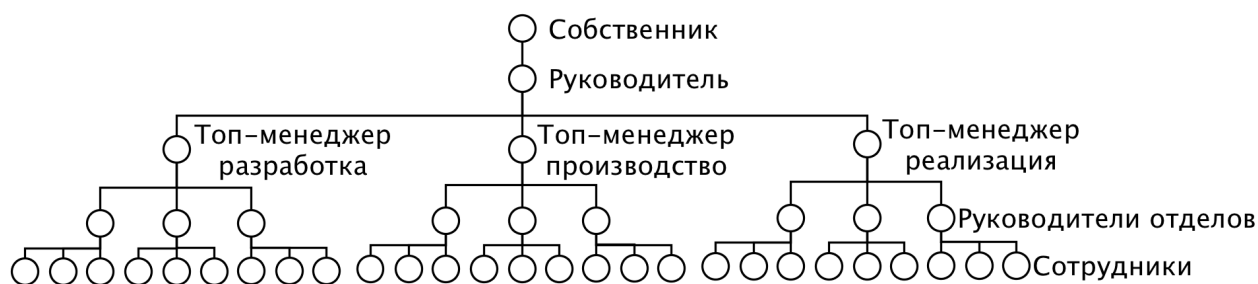 Собственник
Руководитель
Топ-менеджер
разработка
Топ-менеджер
производство
Топ-менеджер
реализация
Руководители отделов
Сотрудники